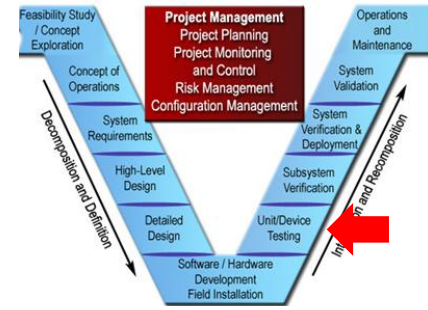 Feasibility Study
/ Concept
Exploration
Concept of
Operations
System
Requirements
High-Level
Design
Detailed
Design
Software / Hardware
Development
Field Installation
Unit/Device
Testing
Subsystem
Verification
System
Verification &
Deployment
System
Validation
Operations
and
Maintenance
Project Management
Project Planning
Project Monitoring
and Control
Risk Management
Configuration Management
Decomposition and Definition
and Recomposition